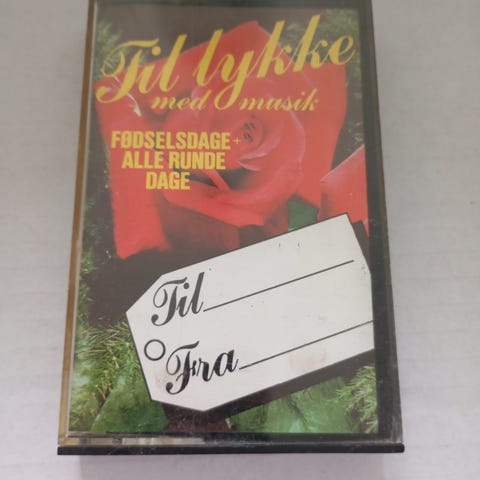 Til lykke
med musik
FØDSELSDAGE +
ALLE RUNDE
DAGE
Til
Fra